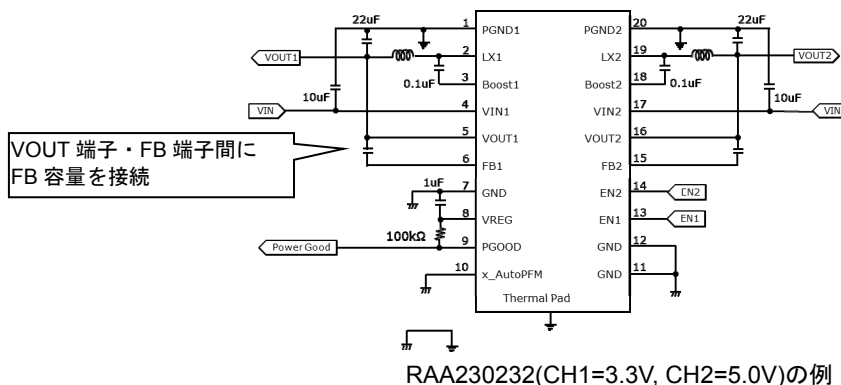 22uF
1
PGND1
PGND2
20
22uF
VOUT1
2
LX1
LX2
19
VOUT2
0.1uF
3
Boost1
Boost2
18
0.1uF
10uF
10uF
VIN
4
VIN1
VIN2
17
VIN
5
VOUT1
VOUT2
16
VOUT 端子・FB 端子間に
FB 容量を接続
6
FB1
FB2
15
1uF
7
GND
EN2
14
EN2
8
VREG
EN1
13
EN1
100kΩ
Power Good
9
PGOOD
GND
12
10
x_AutoPFM
GND
11
Thermal Pad
RAA230232(CH1=3.3V, CH2=5.0V)の例